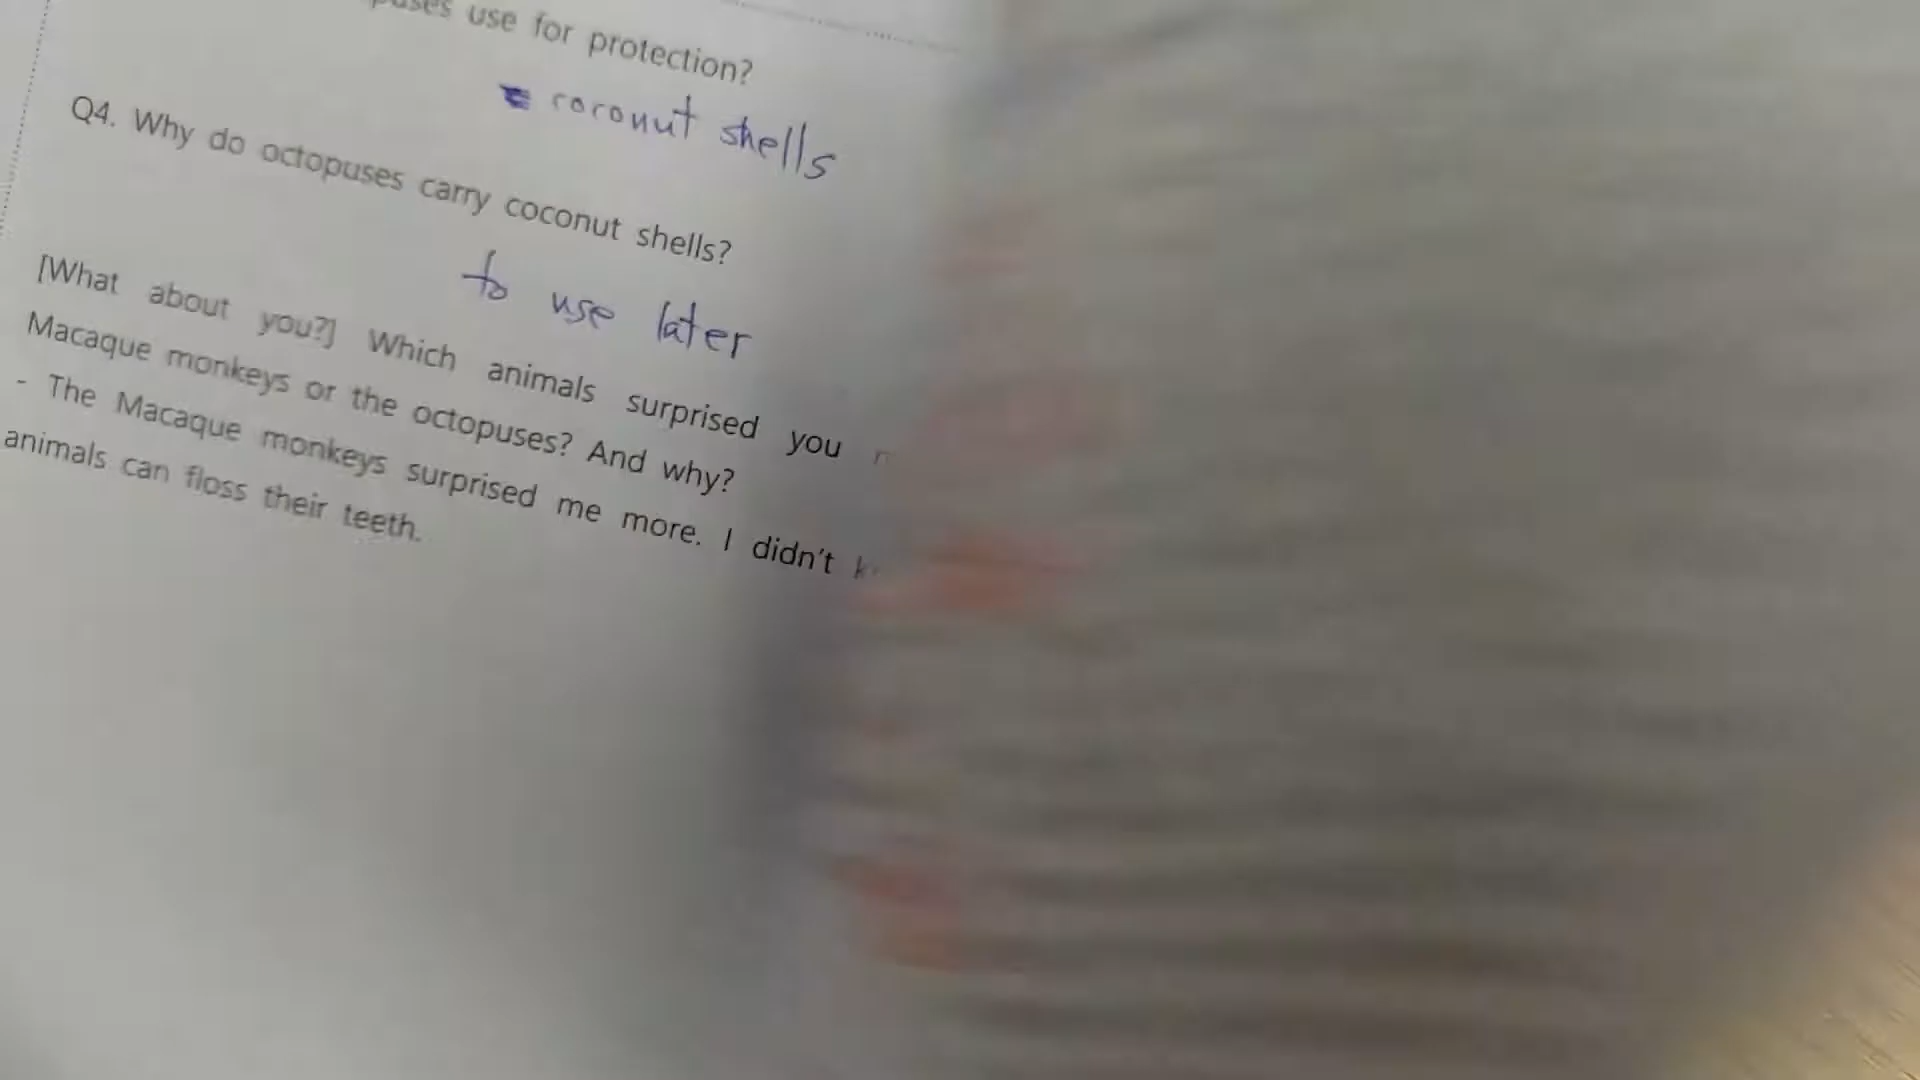 use for protection?
coconut shells
Q4. Why do octopuses carry coconut shells?
to use later
[What about you?] Which animals surprised you
Macaque monkeys or the octopuses? And why?
- The Macaque monkeys surprised me more. I didn't
animals can floss their teeth.